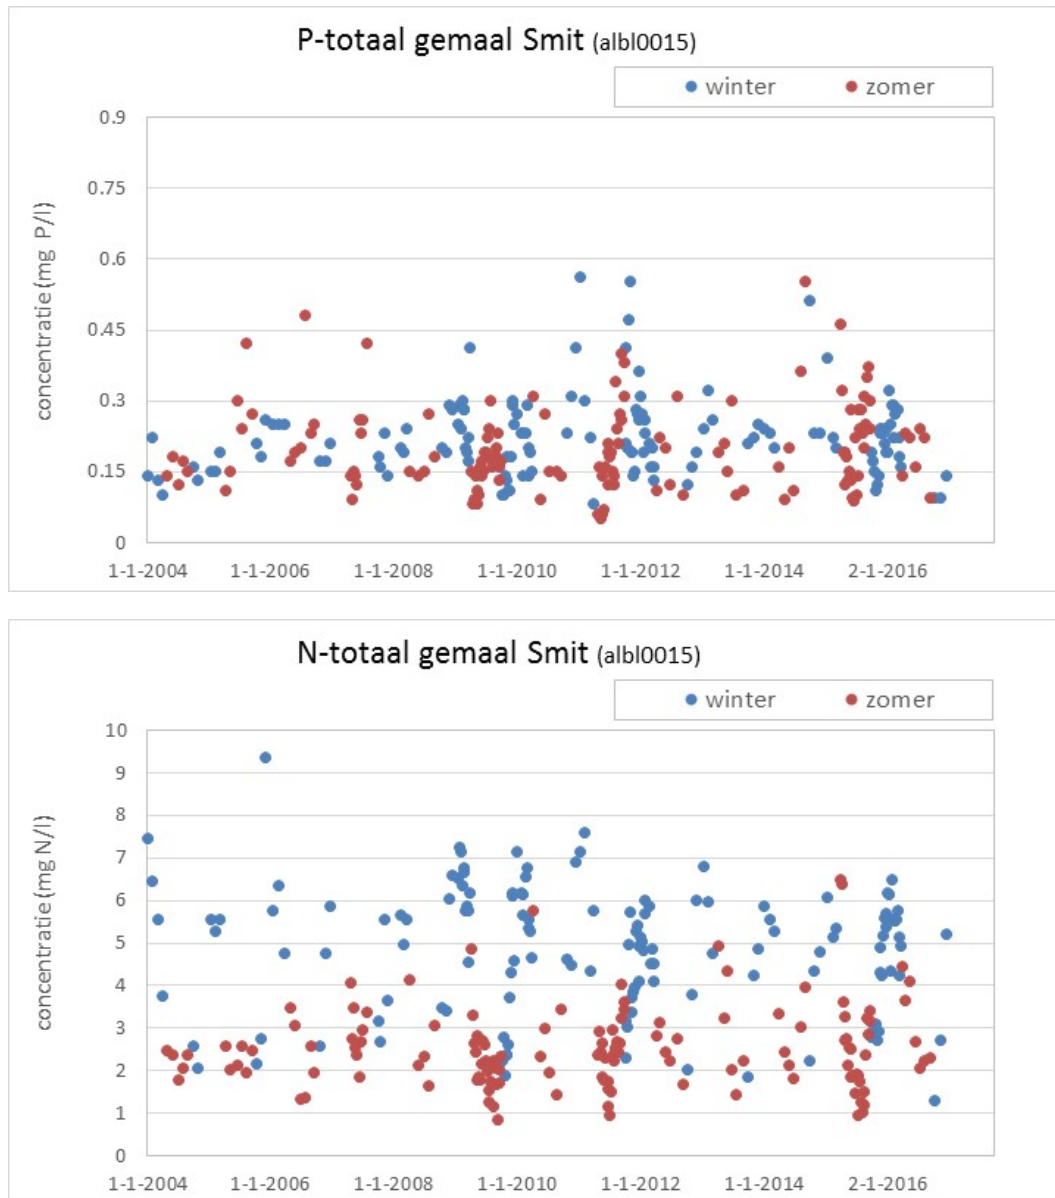 P-totaal gemaal Smit (albl0015)
winter zomer
concentratie (mg P/l)
0.9
0.75
0.6
0.45
0.3
0.15
0
1-1-2004 1-1-2006 1-1-2008 1-1-2010 1-1-2012 1-1-2014 2-1-2016
N-totaal gemaal Smit (albl0015)
winter zomer
concentratie (mg N/l)
10
9
8
7
6
5
4
3
2
1
0
1-1-2004 1-1-2006 1-1-2008 1-1-2010 1-1-2012 1-1-2014 2-1-2016